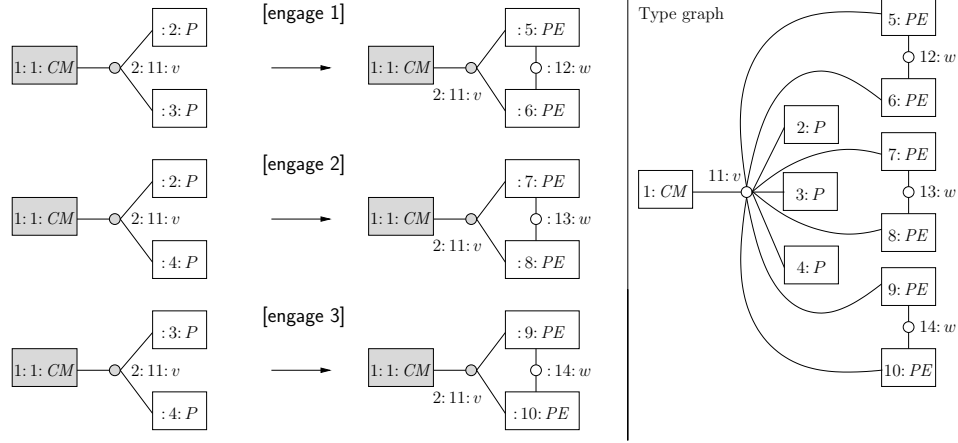 [engage 1]
: 2: P
: 5: PE
1: 1: CM
2: 11: v
1: 1: CM
: 12: w
2: 11: v
: 3: P
: 6: PE
[engage 2]
: 2: P
: 7: PE
1: 1: CM
2: 11: v
1: 1: CM
: 13: w
2: 11: v
: 4: P
: 8: PE
[engage 3]
: 3: P
: 9: PE
1: 1: CM
2: 11: v
1: 1: CM
: 14: w
2: 11: v
: 4: P
: 10: PE
Type graph
5: PE
12: w
6: PE
2: P
7: PE
11: v
1: CM
3: P
13: w
8: PE
4: P
9: PE
14: w
10: PE